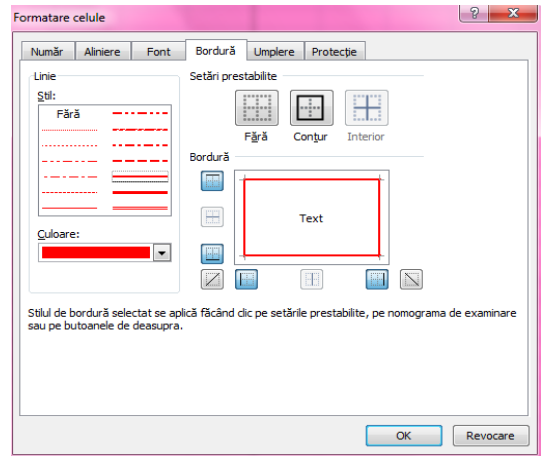 Formatare celule
Număr Aliniere Font Bordură Umplere Protecție
Linie
Stil:
Fără
Culoare:
Setări prestabilite
Fără Contur Interior
Bordură
Text
Stilul de bordură selectat se aplică făcând clic pe setările prestabilite, pe nomograma de examinare
sau pe butoanele de deasupra.
OK Revocare